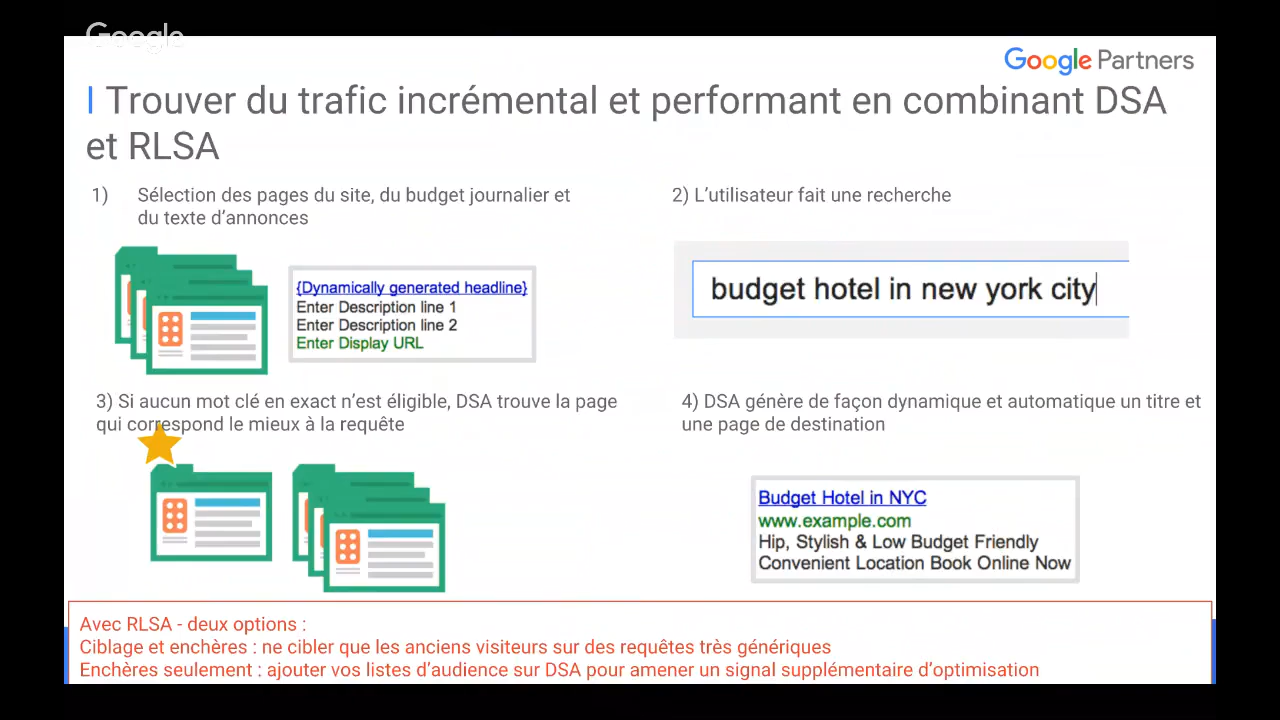 Google
Google Partners
| Trouver du trafic incrémental et performant en combinant DSA
et RLSA
1) Sélection des pages du site, du budget journalier et
du texte d'annonces
{Dynamically generated headline}
Enter Description line 1
Enter Description line 2
Enter Display URL
2) L'utilisateur fait une recherche
budget hotel in new york city
3) Si aucun mot clé en exact n'est éligible, DSA trouve la page
qui correspond le mieux à la requête
4) DSA génère de façon dynamique et automatique un titre et
une page de destination
Budget Hotel in NYC
www.example.com
Hip, Stylish & Low Budget Friendly
Convenient Location Book Online Now
Avec RLSA - deux options :
Ciblage et enchères : ne cibler que les anciens visiteurs sur des requêtes très génériques
Enchères seulement : ajouter vos listes d'audience sur DSA pour amener un signal supplémentaire d'optimisation